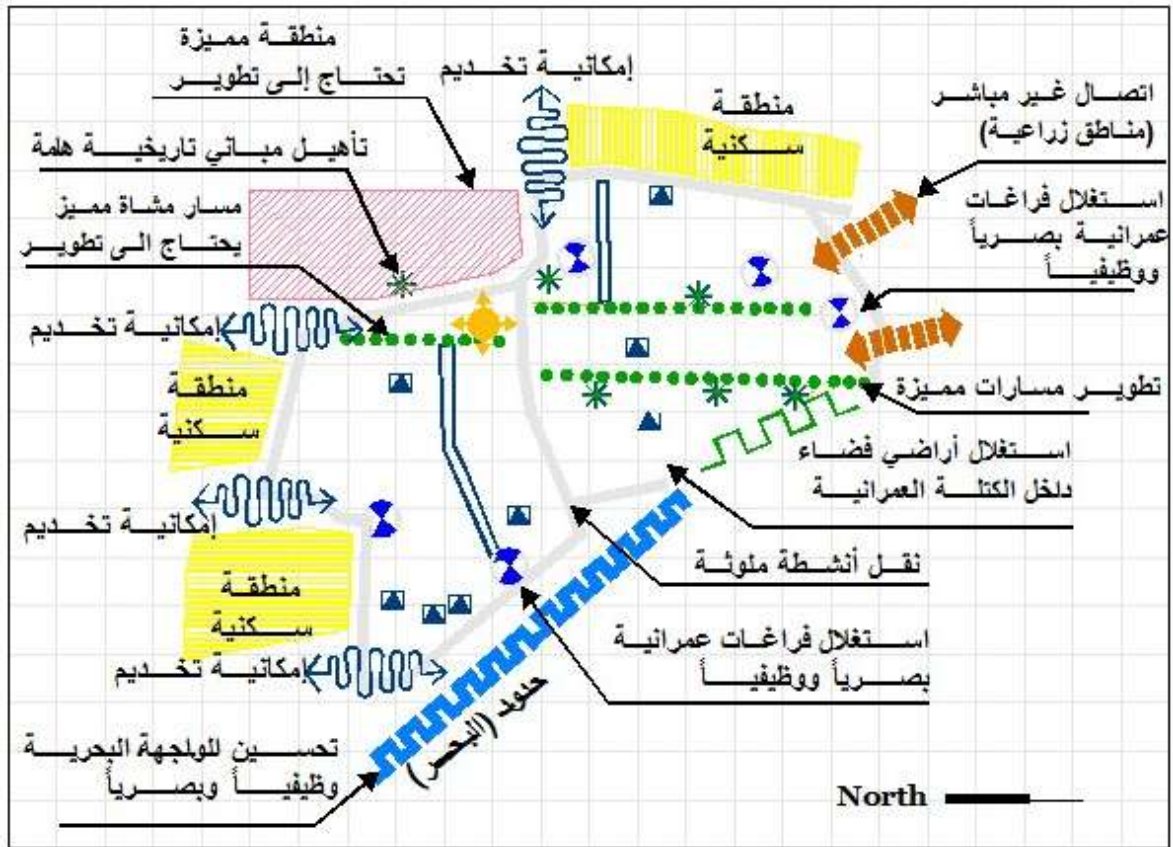 منطقة مميزة
تحتاج إلى تطوير
إمكانية تخديم
منطقة
سكنية
اتصال غير مباشر
(مناطق زراعية)
تأهيل مباني تاريخية هامة
استغلال فراغات
عمرانية بصرياً
ووظيفياً
مسار مشاة مميز
يحتاج الى تطوير
إمكانية تخديم
منطقة
سكنية
تطوير مسارات مميزة
استغلال أراضي فضاء
داخل الكتلة العمرانية
إمكانية تخديم
نقل أنشطة ملوثة
منطقة
سكنية
استغلال فراغات عمرانية
بصرياً ووظيفياً
إمكانية تخديم
حدود (البحر)
تحسين للواجهة البحرية
وظيفياً وبصرياً
North